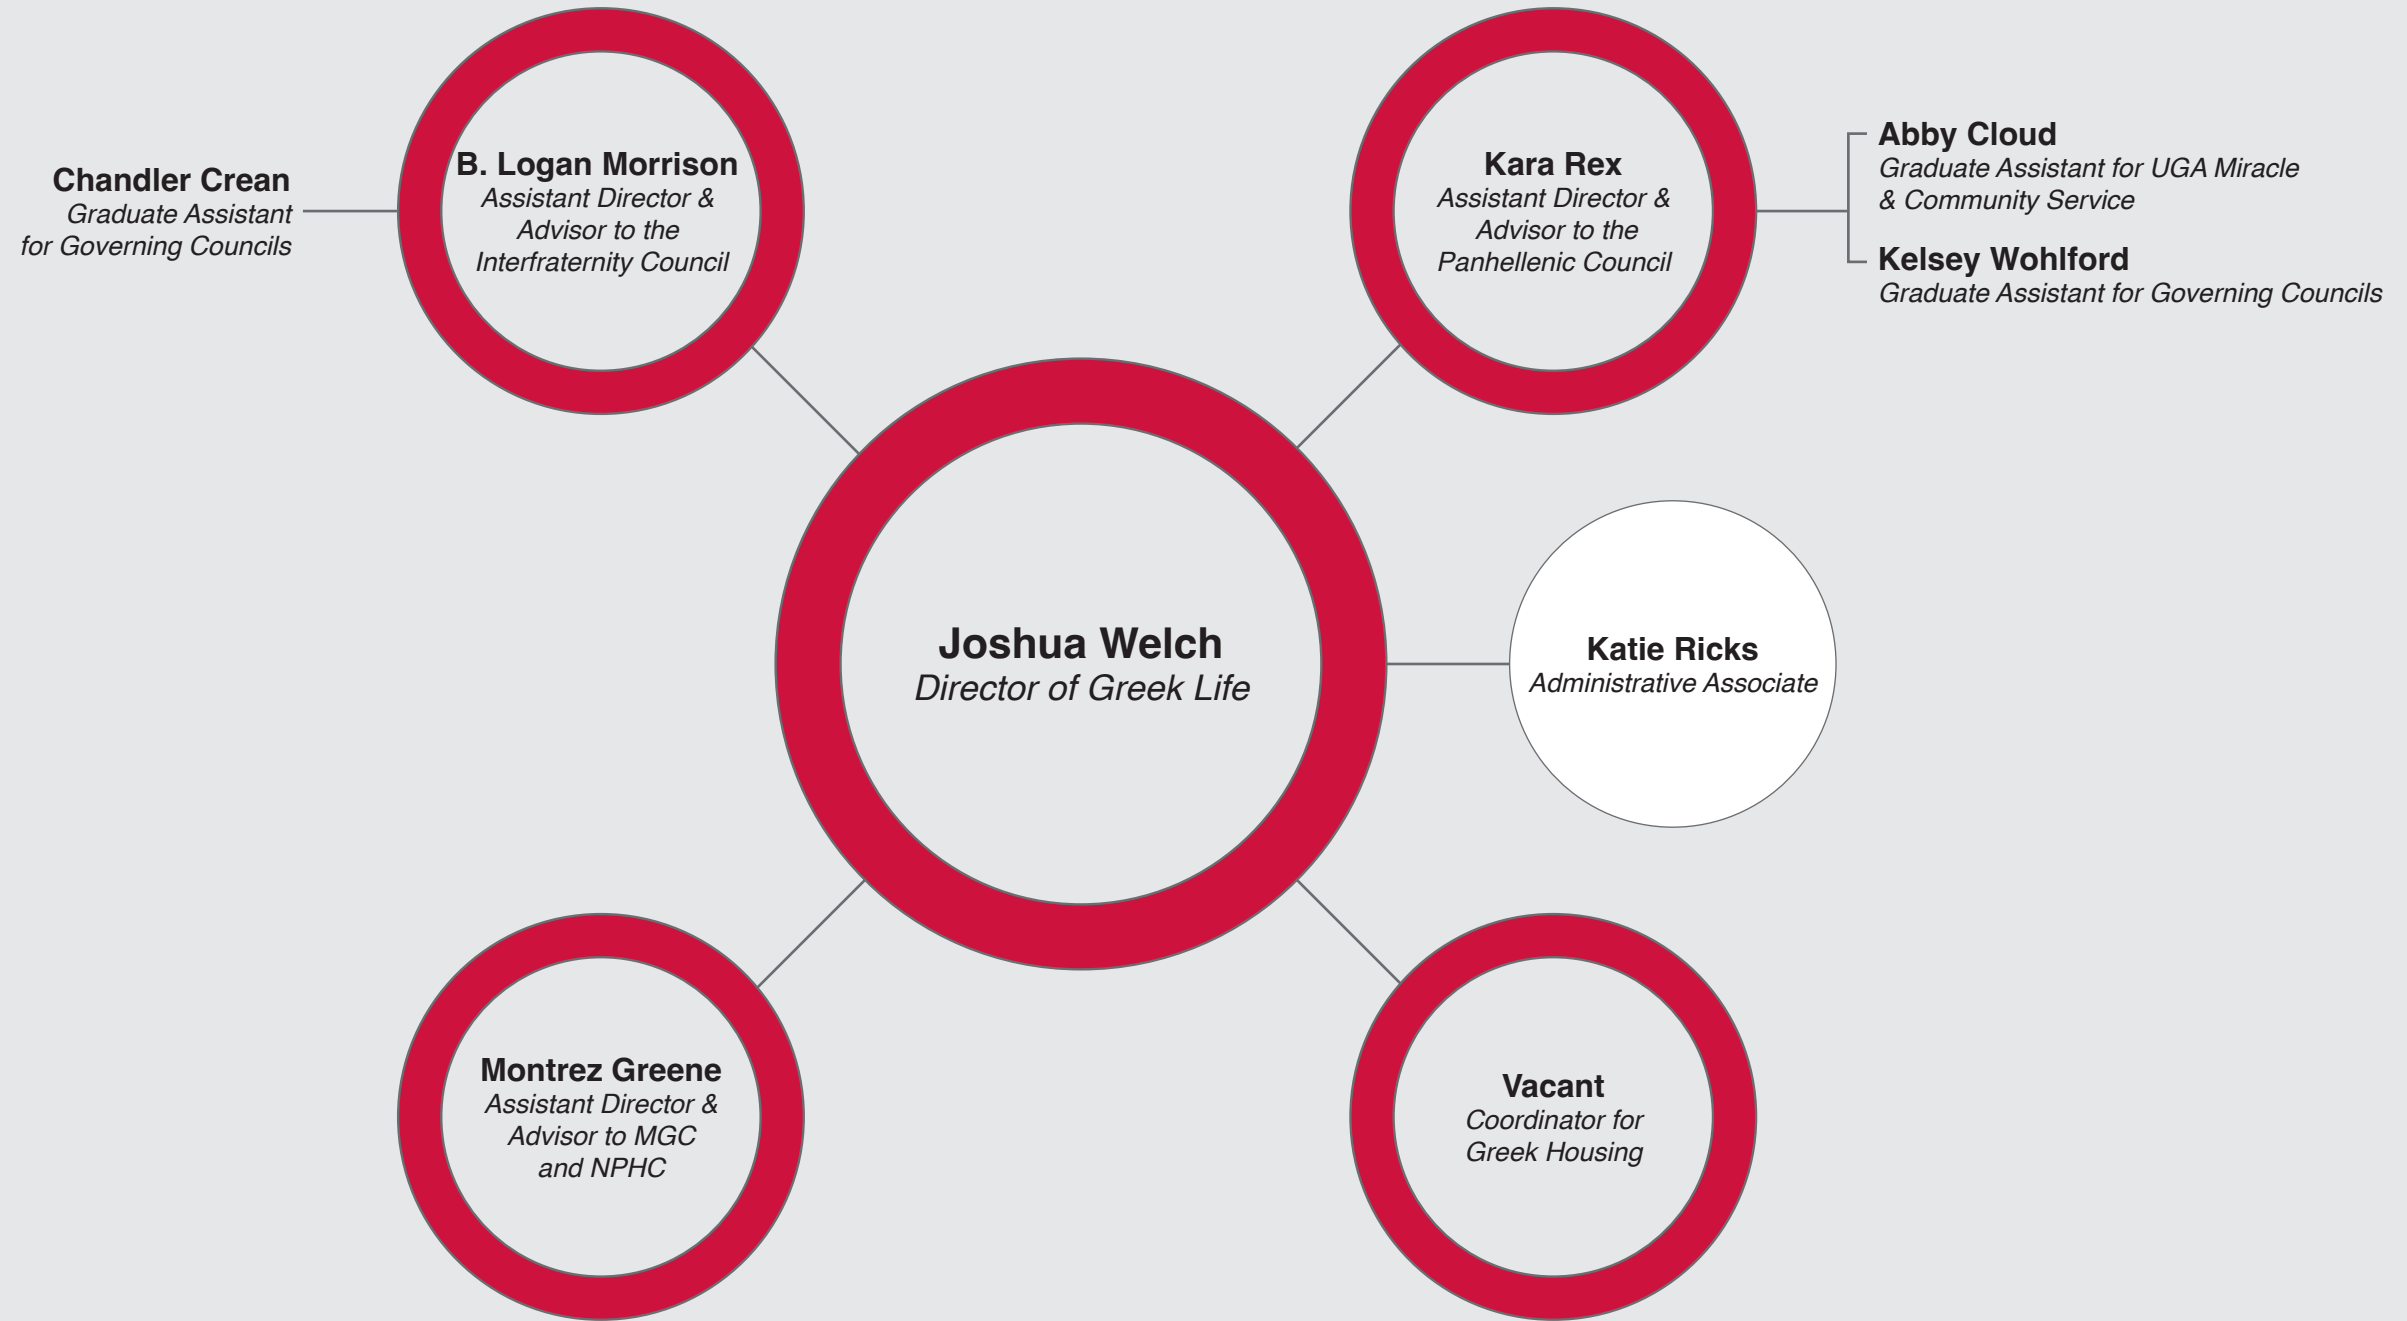 Chandler Crean
Graduate Assistant
for Governing Councils
B. Logan Morrison
Assistant Director &
Advisor to the
Interfraternity Council
Kara Rex
Assistant Director &
Advisor to the
Panhellenic Council
Abby Cloud
Graduate Assistant for UGA Miracle
& Community Service
Kelsey Wohlford
Graduate Assistant for Governing Councils
Joshua Welch
Director of Greek Life
Katie Ricks
Administrative Associate
Montrez Greene
Assistant Director &
Advisor to MGC
and NPHC
Vacant
Coordinator for
Greek Housing